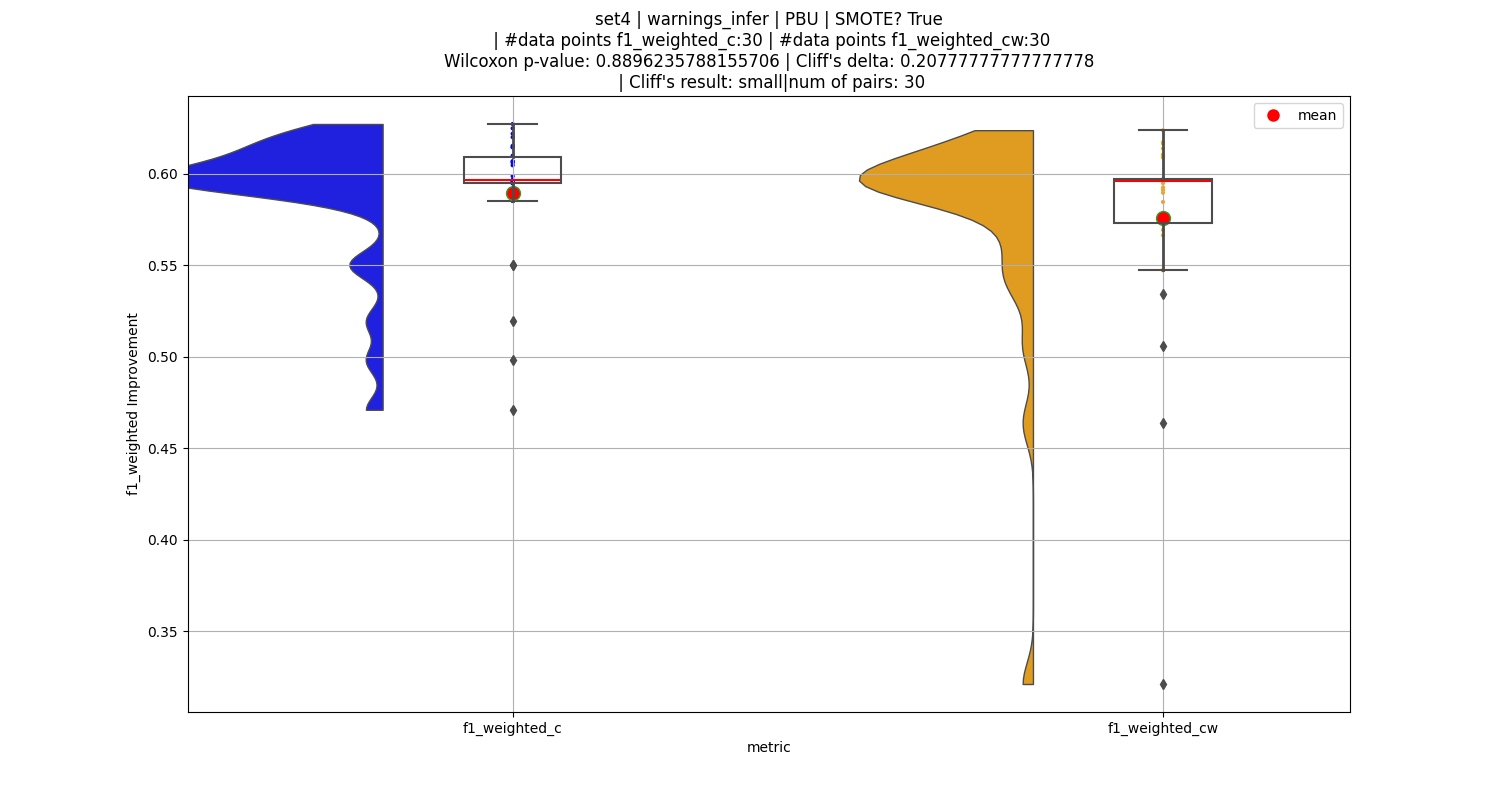 set4 | warnings_infer | PBU | SMOTE? True
| #data points f1_weighted_c:30 | #data points f1_weighted_cw:30
Wilcoxon p-value: 0.8896235788155706 | Cliff's delta: 0.20777777777777778
| Cliff's result: small|num of pairs: 30
mean
0.60
0.55
0.50
0.45
0.40
0.35
f1_weighted Improvement
f1_weighted_c
f1_weighted_cw
metric